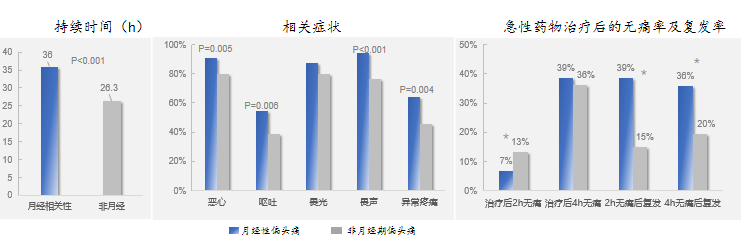 持续时间（h）
40
35
30
25
20
15
10
5
0
36
P<0.001
26.3
月经相关性 非月经
相关症状
100%
80%
60%
40%
20%
0%
P=0.005
P=0.006
P<0.001
P=0.004
恶心 呕吐 畏光 畏声 异常疼痛
急性药物治疗后的无痛率及复发率
50%
40%
30%
20%
10%
0%
* 7% 13%
39% 36%
39% * 15%
36% * 20%
治疗后2h无痛 治疗后4h无痛 2h无痛后复发 4h无痛后复发
月经性偏头痛 非月经期偏头痛